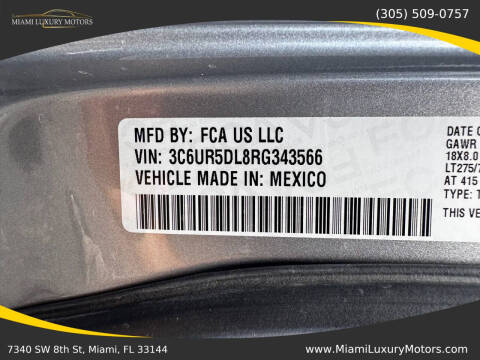 MIAMI LUXURY MOTORS
(305) 509-0757
MFD BY: FCA US LLC
VIN: 3C6UR5DL8RG343566
VEHICLE MADE IN: MEXICO
DATE O
GAWR
18X8.0
LT275/7
AT 415
TYPE: T
THIS VE
7340 SW 8th St, Miami, FL 33144
www.MiamiLuxuryMotors.com